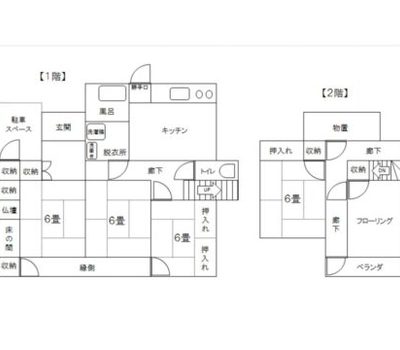 【1階】
駐車
スペース
玄関
風呂
勝手口
洗濯機
脱衣所
キッチン
収納
収納
廊下
トイレ
UP
収納
仏壇
床の間
収納
6畳
6畳
6畳
押入れ
押入れ
縁側
【2階】
物置
押入れ
収納
廊下
収納
DN
6畳
廊下
フローリング
ベランダ